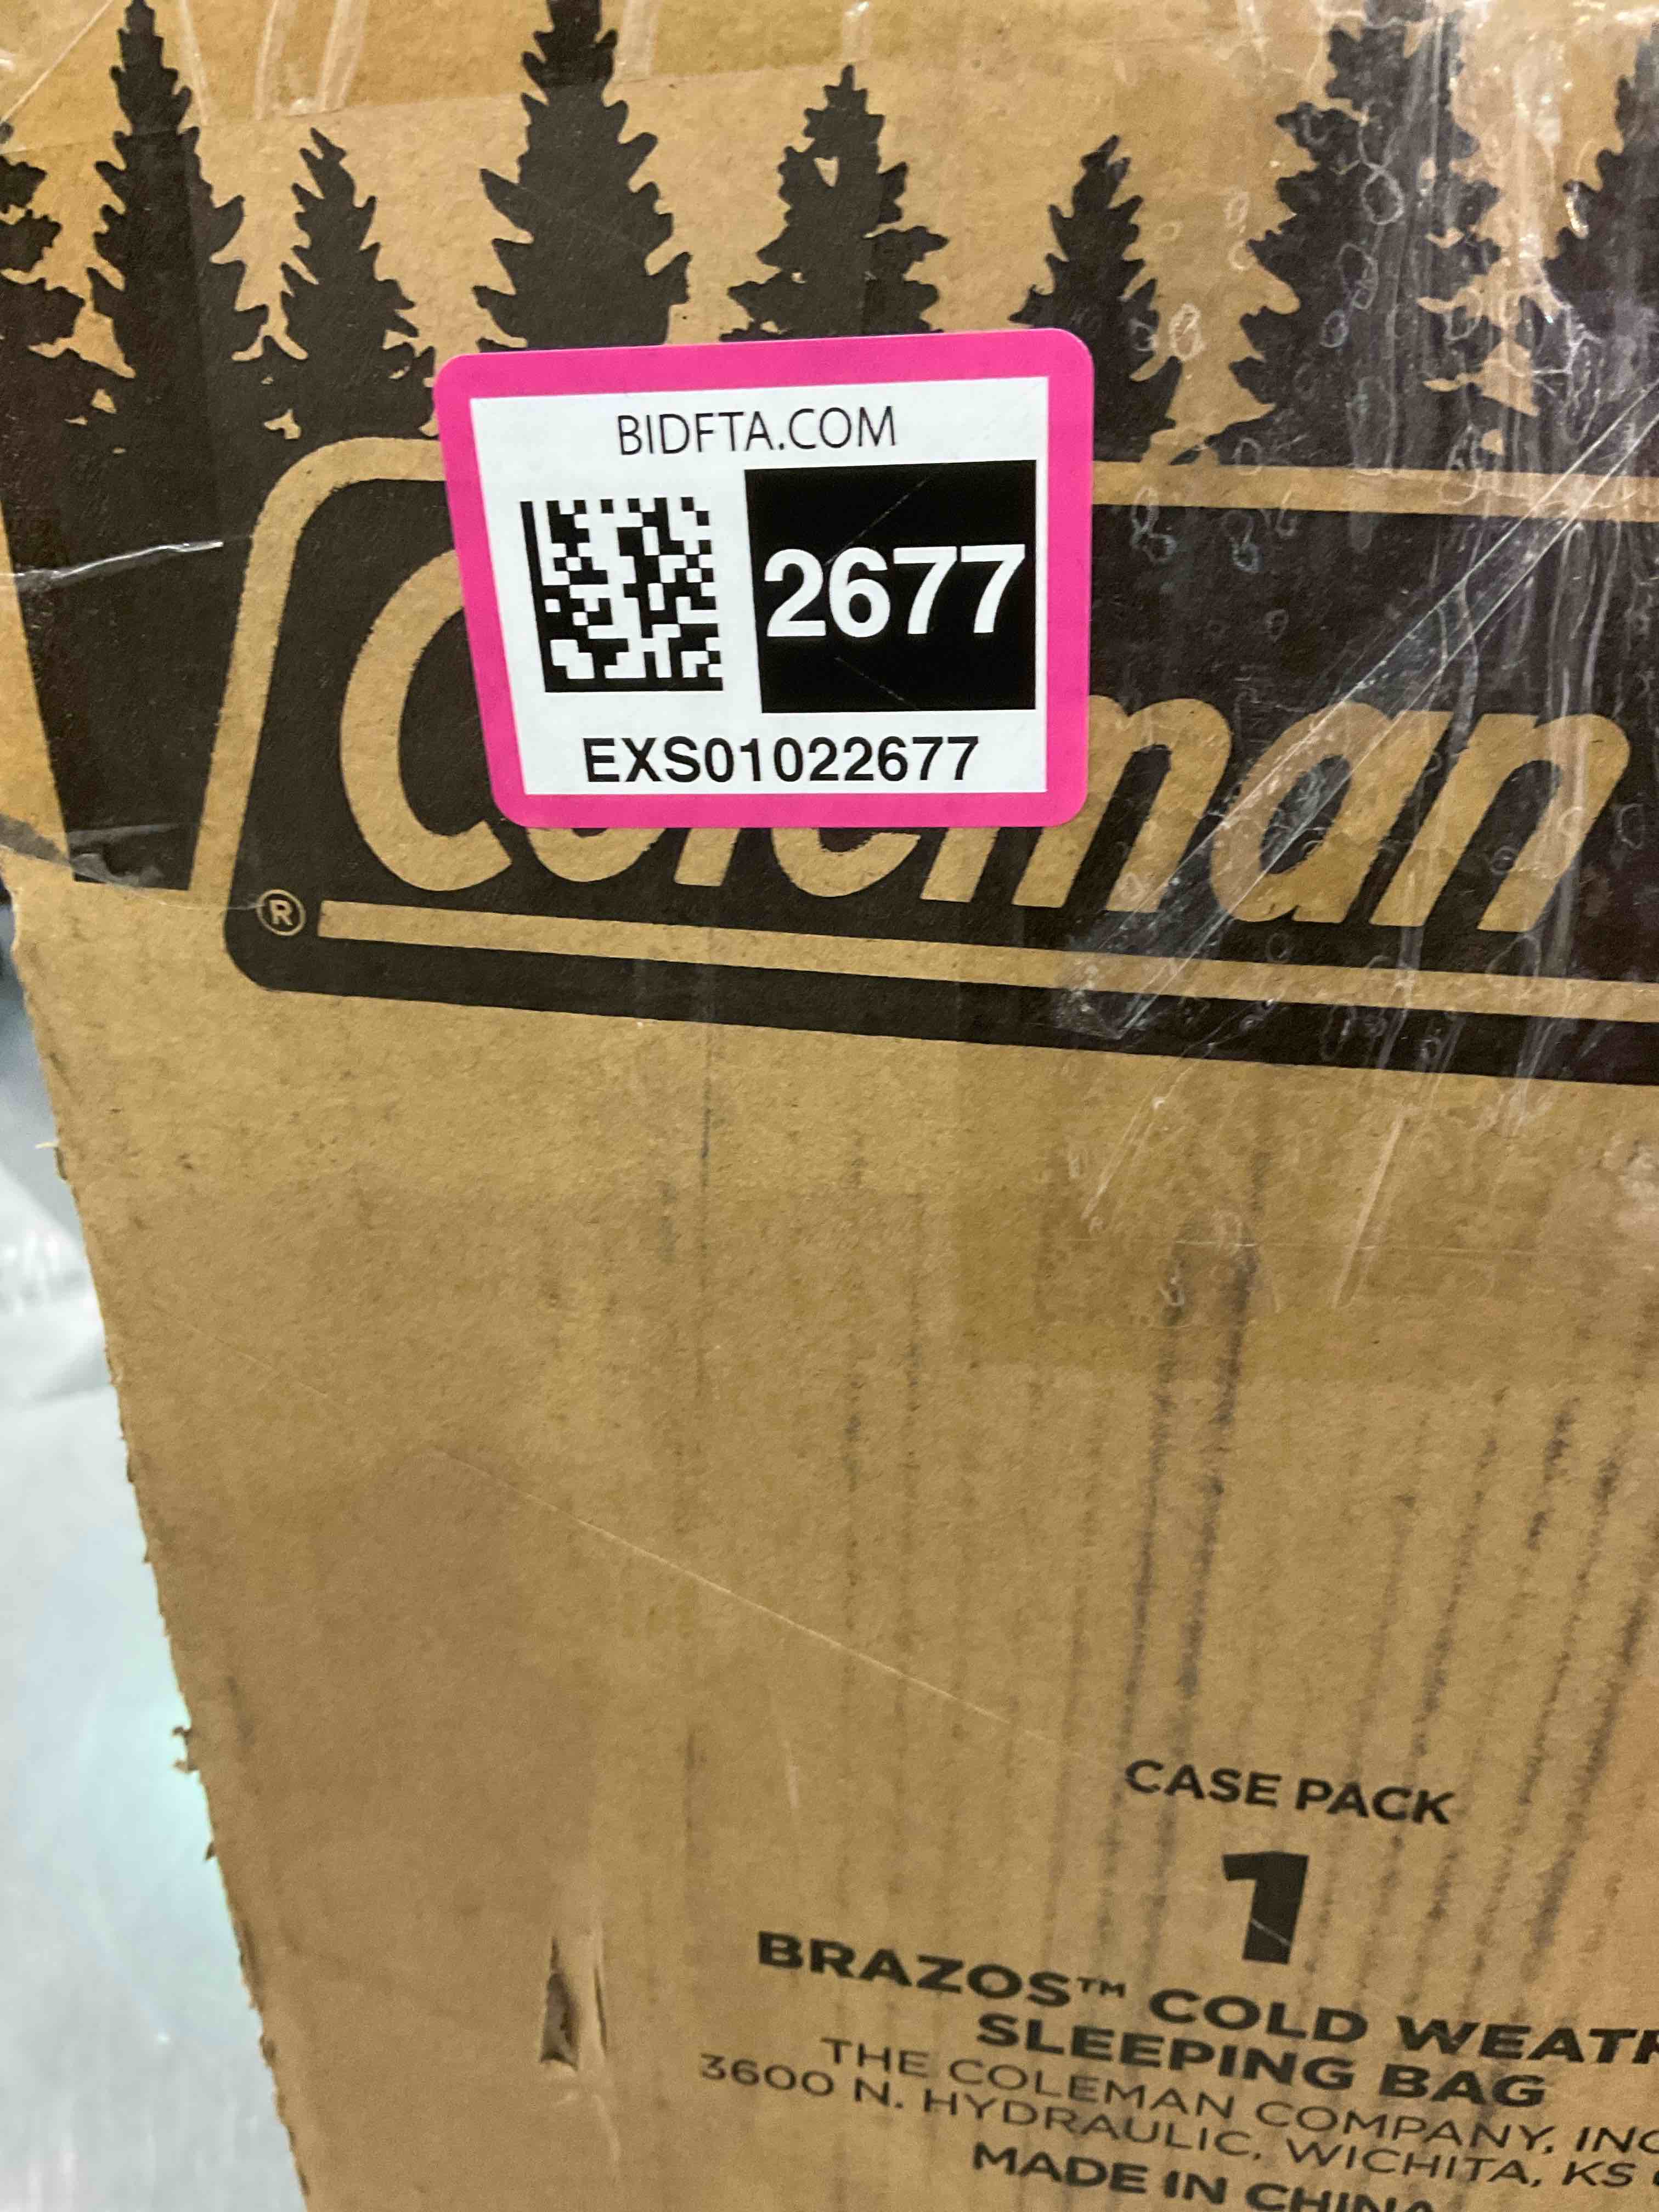 BIDFTA.COM
2677
EXS01022677
Coleman
®
CASE PACK
1
BRAZOS™ COLD
SLEEPING BAG
THE COLEMAN COMPANY, INC
3600 N. HYDRAULIC, WICHITA, KS
MADE IN CHINA